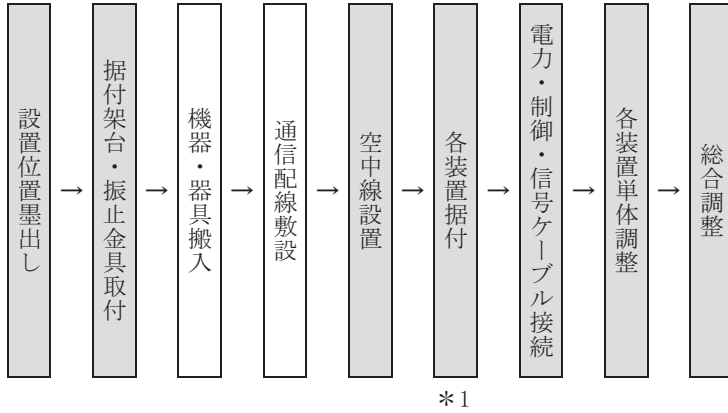 設置位置墨出し
→
据付架台・振止金具取付
→
機器・器具搬入
→
通信配線敷設
→
空中線設置
→
各装置据付
→
電力・制御・信号ケーブル接続
→
各装置単体調整
→
総合調整
＊1